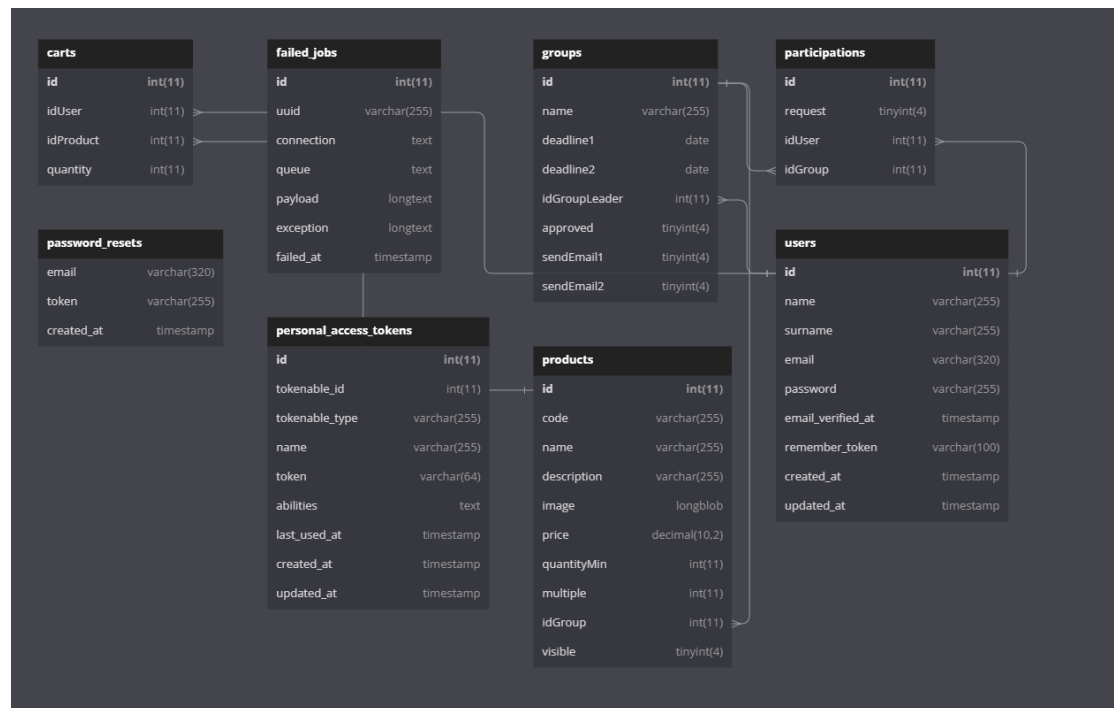 carts
id int(11)
idUser int(11)
idProduct int(11)
quantity int(11)
password_resets
email varchar(320)
token varchar(255)
created_at timestamp
failed_jobs
id int(11)
uuid varchar(255)
connection text
queue text
payload longtext
exception longtext
failed_at timestamp
personal_access_tokens
id int(11)
tokenable_id int(11)
tokenable_type varchar(255)
name varchar(255)
token varchar(64)
abilities text
last_used_at timestamp
created_at timestamp
updated_at timestamp
groups
id int(11)
name varchar(255)
deadline1 date
deadline2 date
idGroupLeader int(11)
approved tinyint(4)
sendEmail1 tinyint(4)
sendEmail2 tinyint(4)
products
id int(11)
code varchar(255)
name varchar(255)
description varchar(255)
image longblob
price decimal(10,2)
quantityMin int(11)
multiple int(11)
idGroup int(11)
visible tinyint(4)
participations
id int(11)
request tinyint(4)
idUser int(11)
idGroup int(11)
users
id int(11)
name varchar(255)
surname varchar(255)
email varchar(320)
password varchar(255)
email_verified_at timestamp
remember_token varchar(100)
created_at timestamp
updated_at timestamp